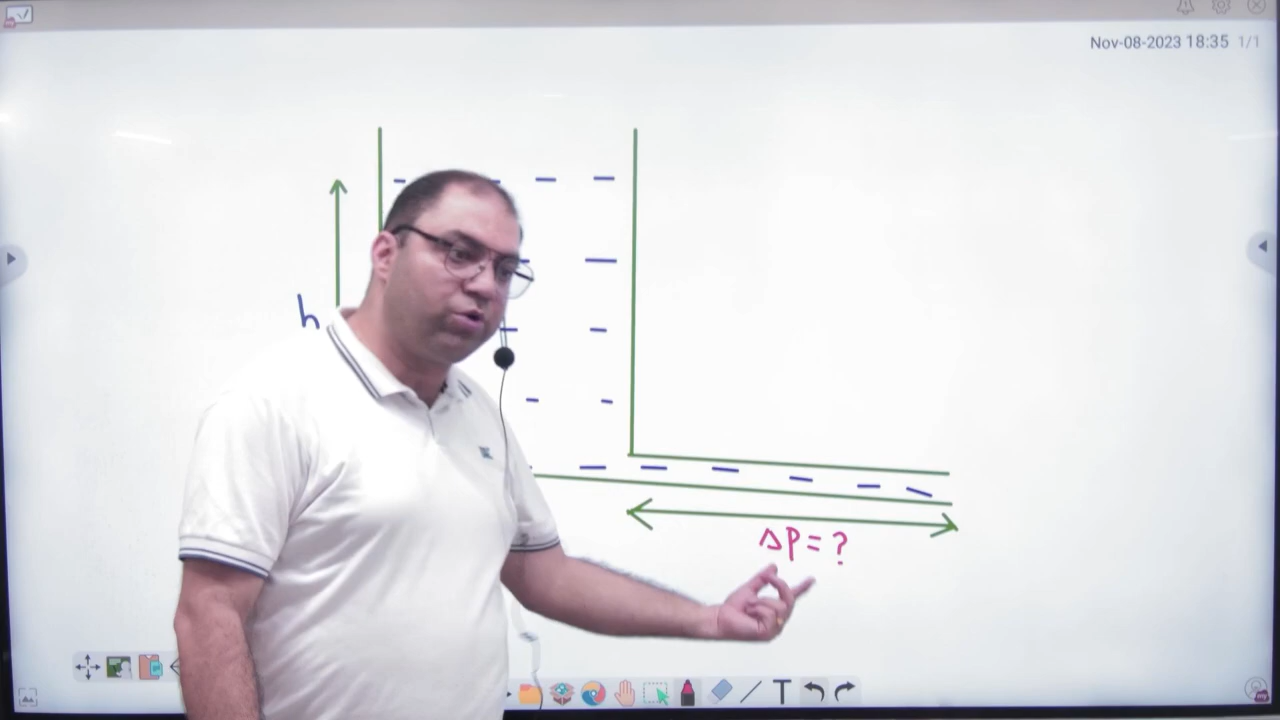 Nov-08-2023 18:35 1/1
h
ΔP = ?
T